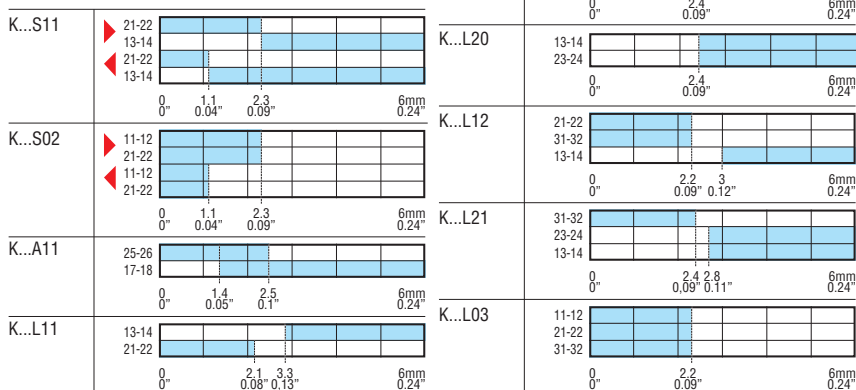 K...S11
21-22
13-14
21-22
13-14
0 1.1 2.3 6mm
0" 0.04" 0.09" 0.24"
K...S02
11-12
21-22
11-12
21-22
0 1.1 2.3 6mm
0" 0.04" 0.09" 0.24"
K...A11
25-26
17-18
0 1.4 2.5 6mm
0" 0.05" 0.1" 0.24"
K...L11
13-14
21-22
0 2.1 3.3 6mm
0" 0.08" 0.13" 0.24"
0 2.4 6mm
0" 0.09" 0.24"
K...L20
13-14
23-24
0 2.4 6mm
0" 0.09" 0.24"
K...L12
21-22
31-32
13-14
0 2.2 3 6mm
0" 0.09" 0.12" 0.24"
K...L21
31-32
23-24
13-14
0 2.4 2.8 6mm
0" 0,09" 0.11" 0.24"
K...L03
11-12
21-22
31-32
0 2.2 6mm
0" 0.09" 0.24"